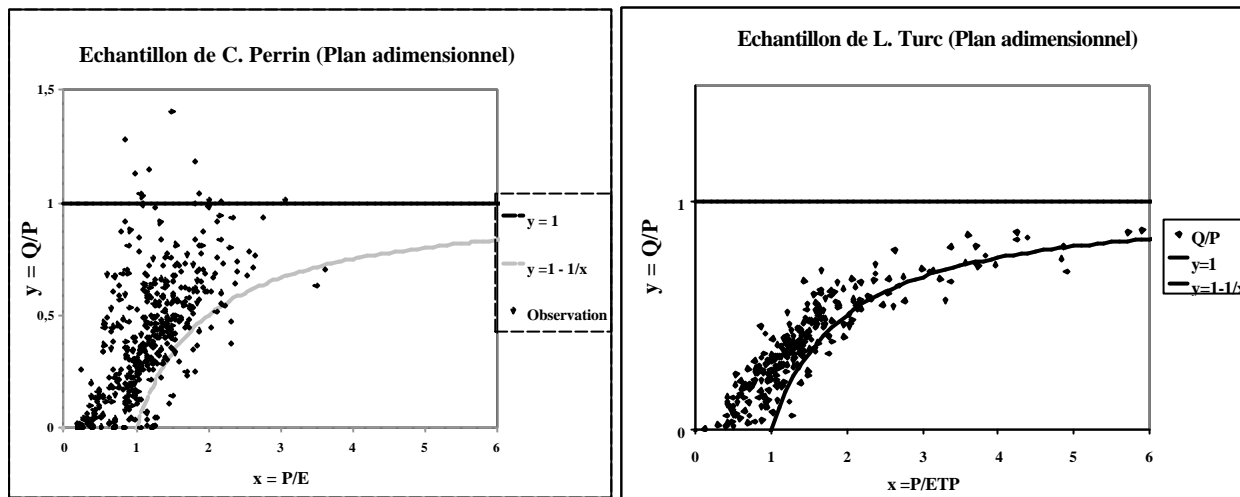 Echantillon de C. Perrin (Plan adimensionnel)
1,5
1
0,5
0
0 1 2 3 4 5 6
y = Q/P
x = P/E
y = 1
y =1 - 1/x
Observation
Echantillon de L. Turc (Plan adimensionnel)
1
0
0 1 2 3 4 5 6
y = Q/P
x =P/ETP
Q/P
y=1
y=1-1/x